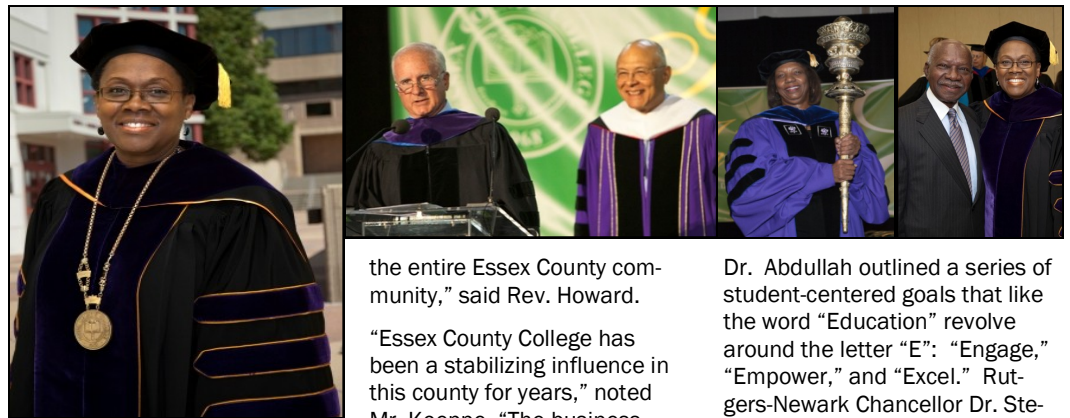 COLLEGE
the entire Essex County com-
munity,” said Rev. Howard.
“Essex County College has
been a stabilizing influence in
this county for years,” noted
Dr.  Abdullah outlined a series of
student-centered goals that like
the word “Education” revolve
around the letter “E”:  “Engage,”
“Empower,” and “Excel.”  Rut-
gers-Newark Chancellor Dr. Ste-